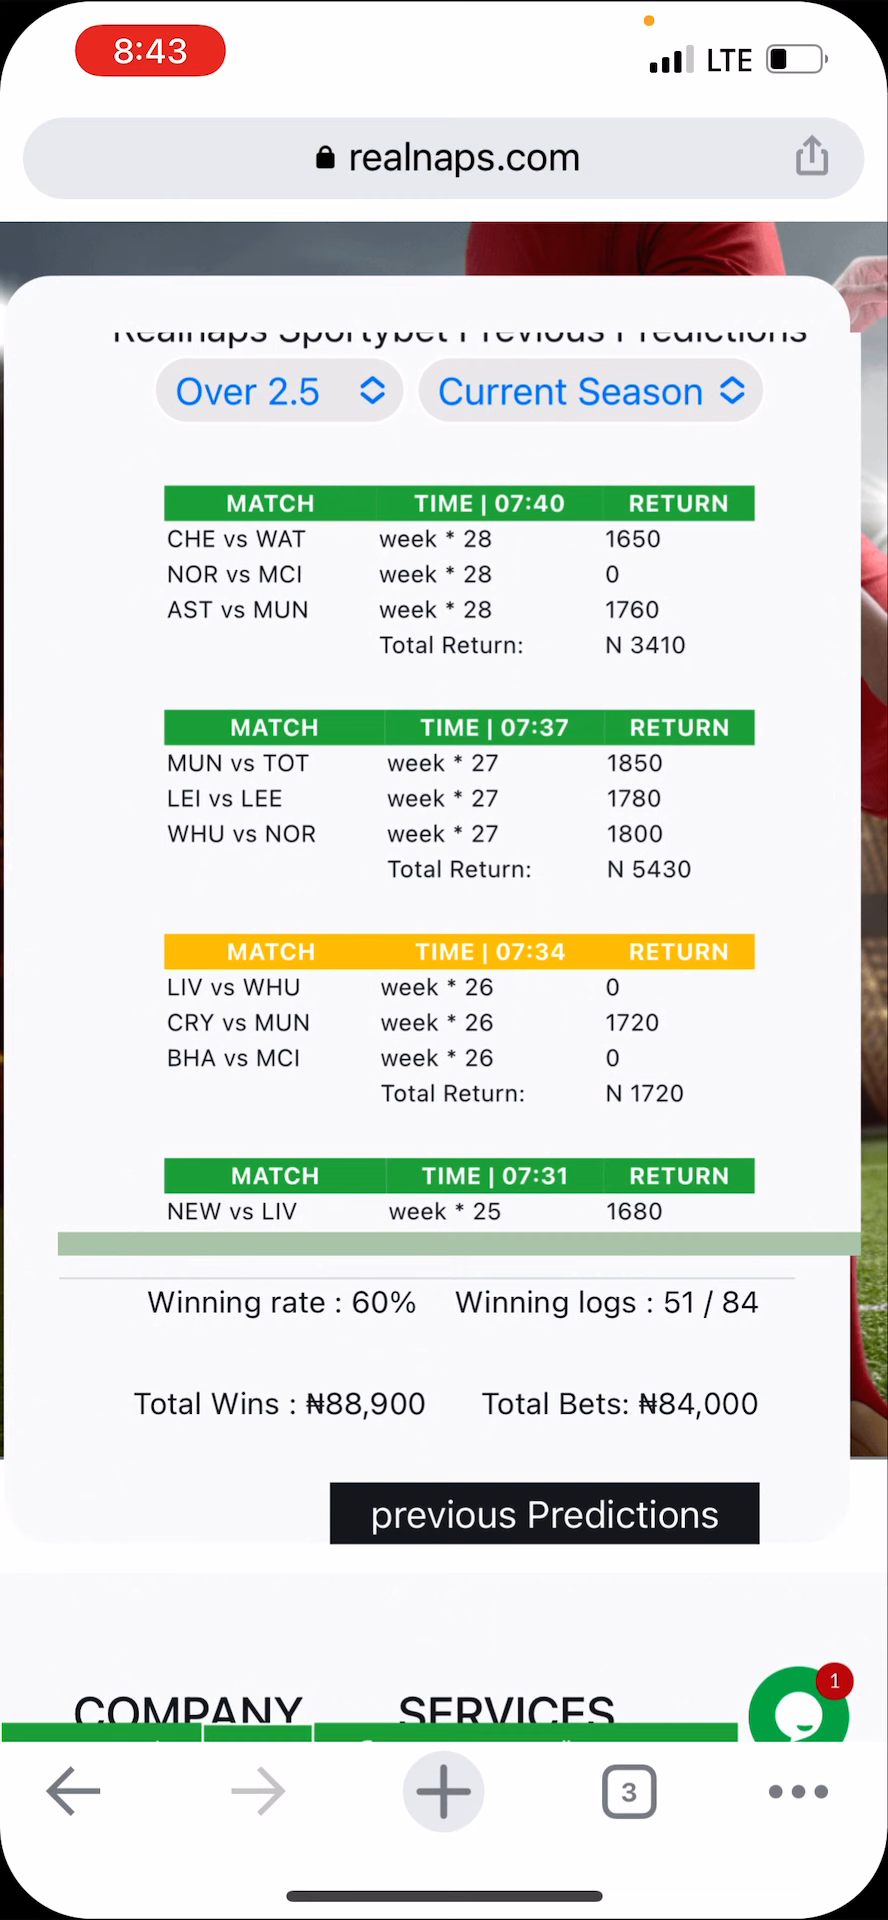 8:43
LTE
realnaps.com
Realnaps Sportybet Previous Predictions
Over 2.5 Current Season
MATCH TIME | 07:40 RETURN
CHE vs WAT week * 28 1650
NOR vs MCI week * 28 0
AST vs MUN week * 28 1760
Total Return: N 3410
MATCH TIME | 07:37 RETURN
MUN vs TOT week * 27 1850
LEI vs LEE week * 27 1780
WHU vs NOR week * 27 1800
Total Return: N 5430
MATCH TIME | 07:34 RETURN
LIV vs WHU week * 26 0
CRY vs MUN week * 26 1720
BHA vs MCI week * 26 0
Total Return: N 1720
MATCH TIME | 07:31 RETURN
NEW vs LIV week * 25 1680
Winning rate : 60% Winning logs : 51 / 84
Total Wins : ₦88,900 Total Bets: ₦84,000
previous Predictions
1
COMPANY SERVICES
3